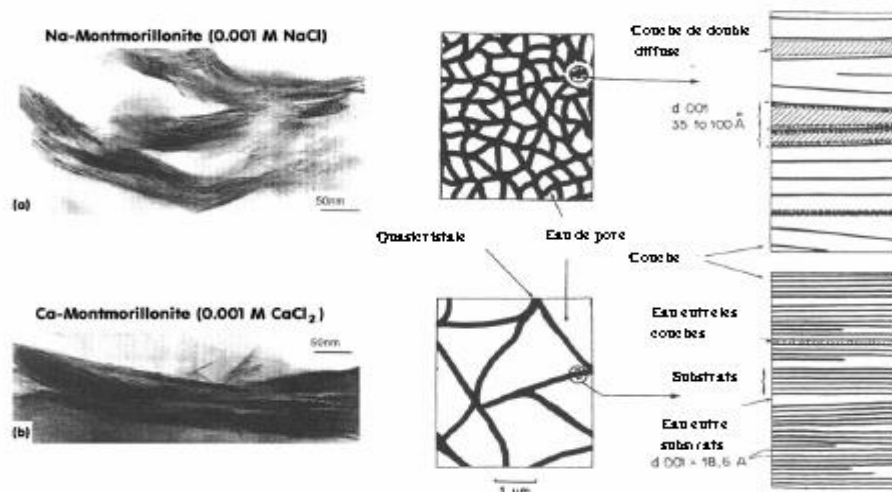 Na-Montmorillonite (0.001 M NaCl)
(a)
50nm
Ca-Montmorillonite (0.001 M CaCl₂)
50nm
(b)
Quasicristale
Eau de pore
1 µm
Couche de double
diffuse
d 001
35 to 100 Å
Couche
Eau entre les
couches
Substrats
Eau entre
substrats
d 001 = 18,6 Å